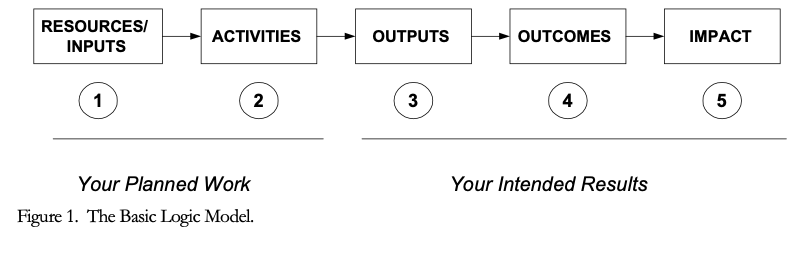 RESOURCES/
INPUTS
ACTIVITIES
OUTPUTS
OUTCOMES
IMPACT
1
2
3
4
5
Your Planned Work
Your Intended Results
Figure 1. The Basic Logic Model.